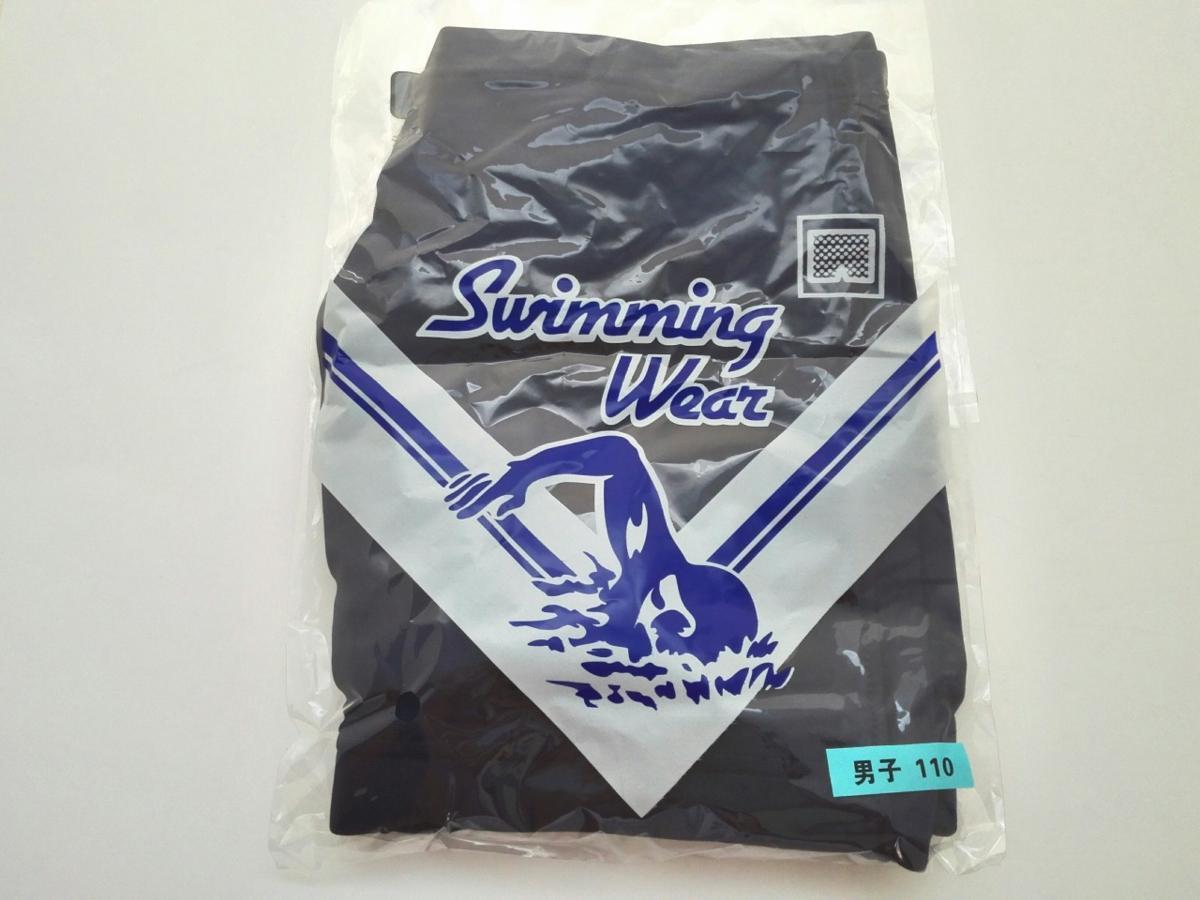 Swimming
Wear
男子 110